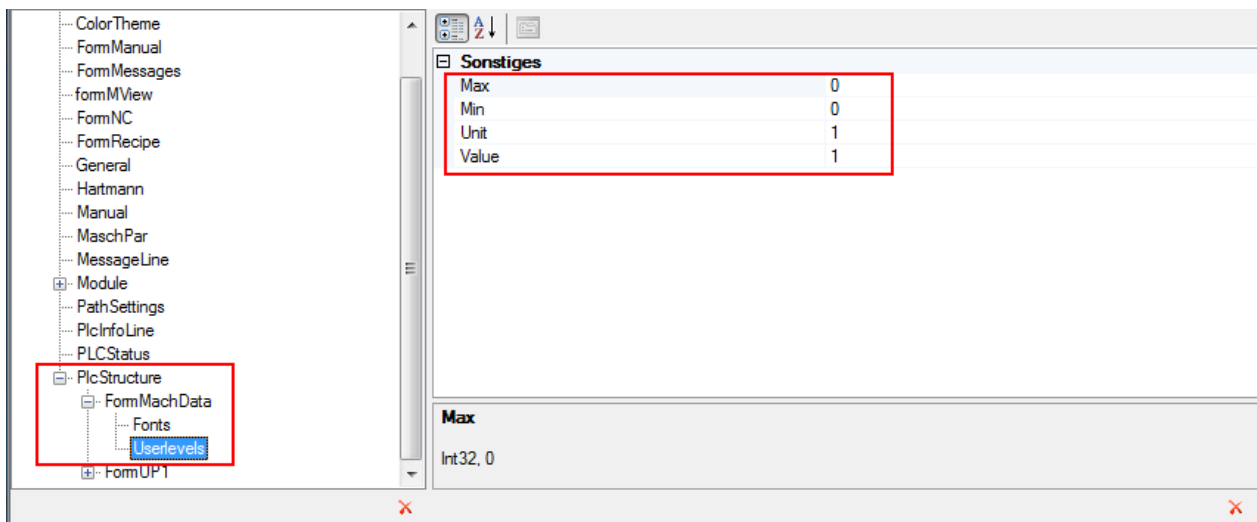 ColorTheme
FormManual
FormMessages
formMView
FormNC
FormRecipe
General
Hartmann
Manual
MaschPar
MessageLine
Module
PathSettings
PlcInfoLine
PLCStatus
PlcStructure
FormMachData
Fonts
Userlevels
FormUP1
A
Z
Sonstiges
Max 0
Min 0
Unit 1
Value 1
Max
Int32, 0